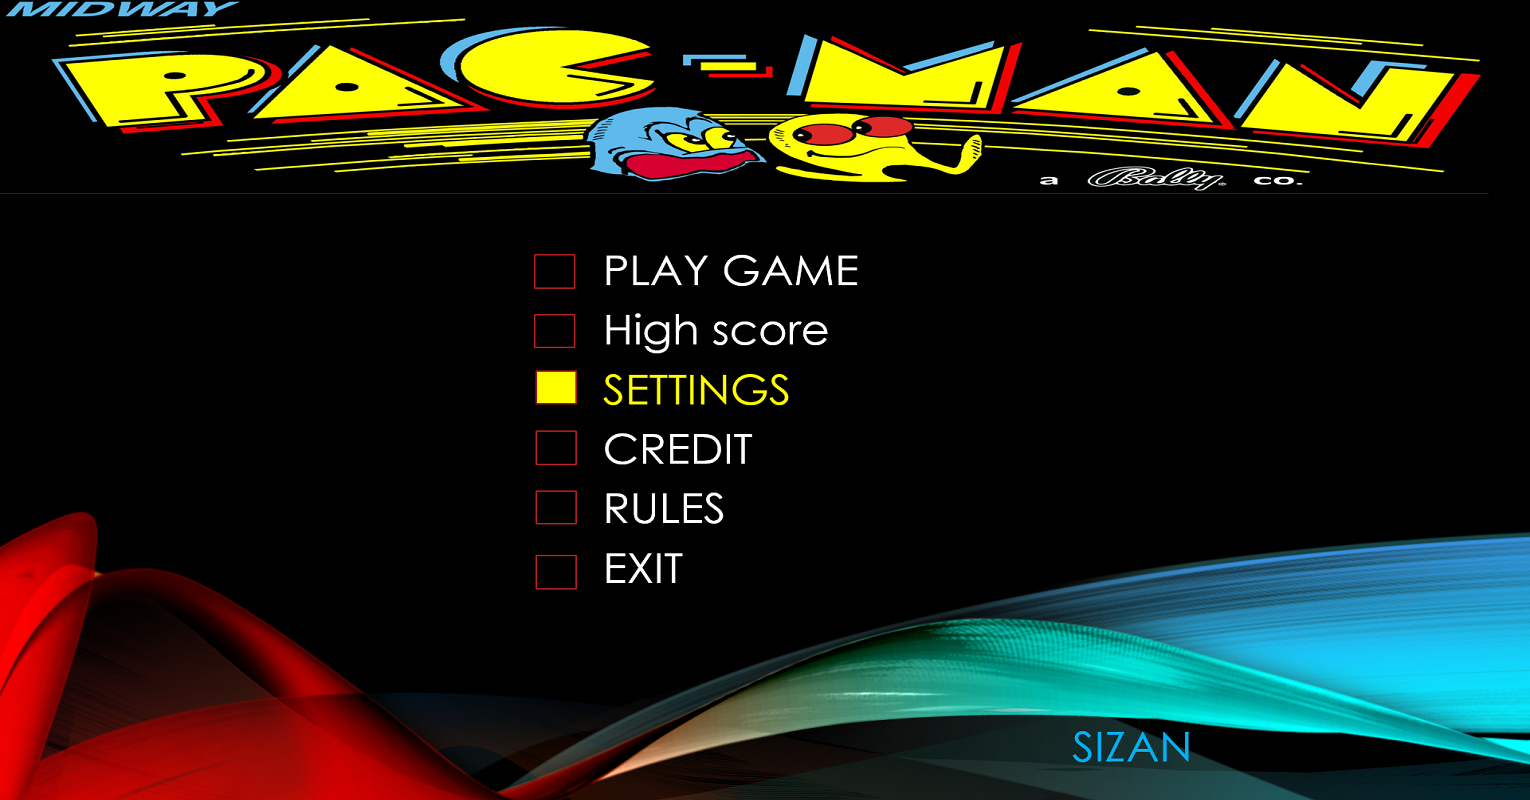 MIDWAY
PAC-MAN
a Bally co.
PLAY GAME
High score
SETTINGS
CREDIT
RULES
EXIT
SIZAN